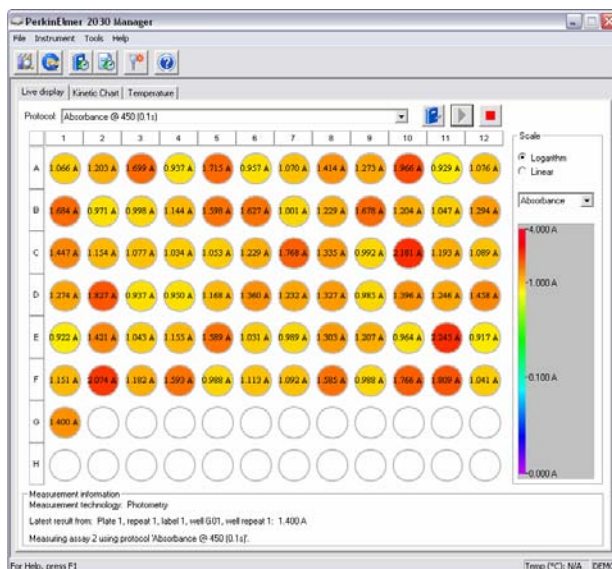 PerkinElmer 2030 Manager
File Instrument Tools Help
Live display Kinetic Chart Temperature
Protocol: Absorbance @ 450 (0.1s)
1 2 3 4 5 6 7 8 9 10 11 12
A 1.066 A 1.203 A 1.699 A 0.937 A 1.715 A 0.957 A 1.070 A 1.414 A 1.273 A 1.966 A 0.929 A 1.076 A
B 1.684 A 0.971 A 0.998 A 1.144 A 1.598 A 1.627 A 1.001 A 1.229 A 1.678 A 1.204 A 1.047 A 1.294 A
C 1.447 A 1.154 A 1.077 A 1.034 A 1.053 A 1.229 A 1.768 A 1.335 A 0.992 A 2.181 A 1.193 A 1.089 A
D 1.274 A 1.827 A 0.937 A 0.950 A 1.168 A 1.360 A 1.232 A 1.327 A 0.985 A 1.396 A 1.246 A 1.458 A
E 0.922 A 1.421 A 1.043 A 1.155 A 1.589 A 1.031 A 0.989 A 1.303 A 1.207 A 0.964 A 2.243 A 0.917 A
F 1.151 A 2.074 A 1.182 A 1.593 A 0.988 A 1.113 A 1.092 A 1.585 A 0.988 A 1.766 A 1.809 A 1.041 A
G 1.400 A
H
Scale
Logarithm
Linear
Absorbance
4.000 A
1.000 A
0.100 A
0.000 A
Measurement information
Measurement technology: Photometry
Latest result from: Plate 1, repeat 1, label 1, well G01, well repeat 1: 1.400 A
Measuring assay 2 using protocol 'Absorbance @ 450 (0.1s)'.
For Help, press F1
Temp (°C): N/A DEMO